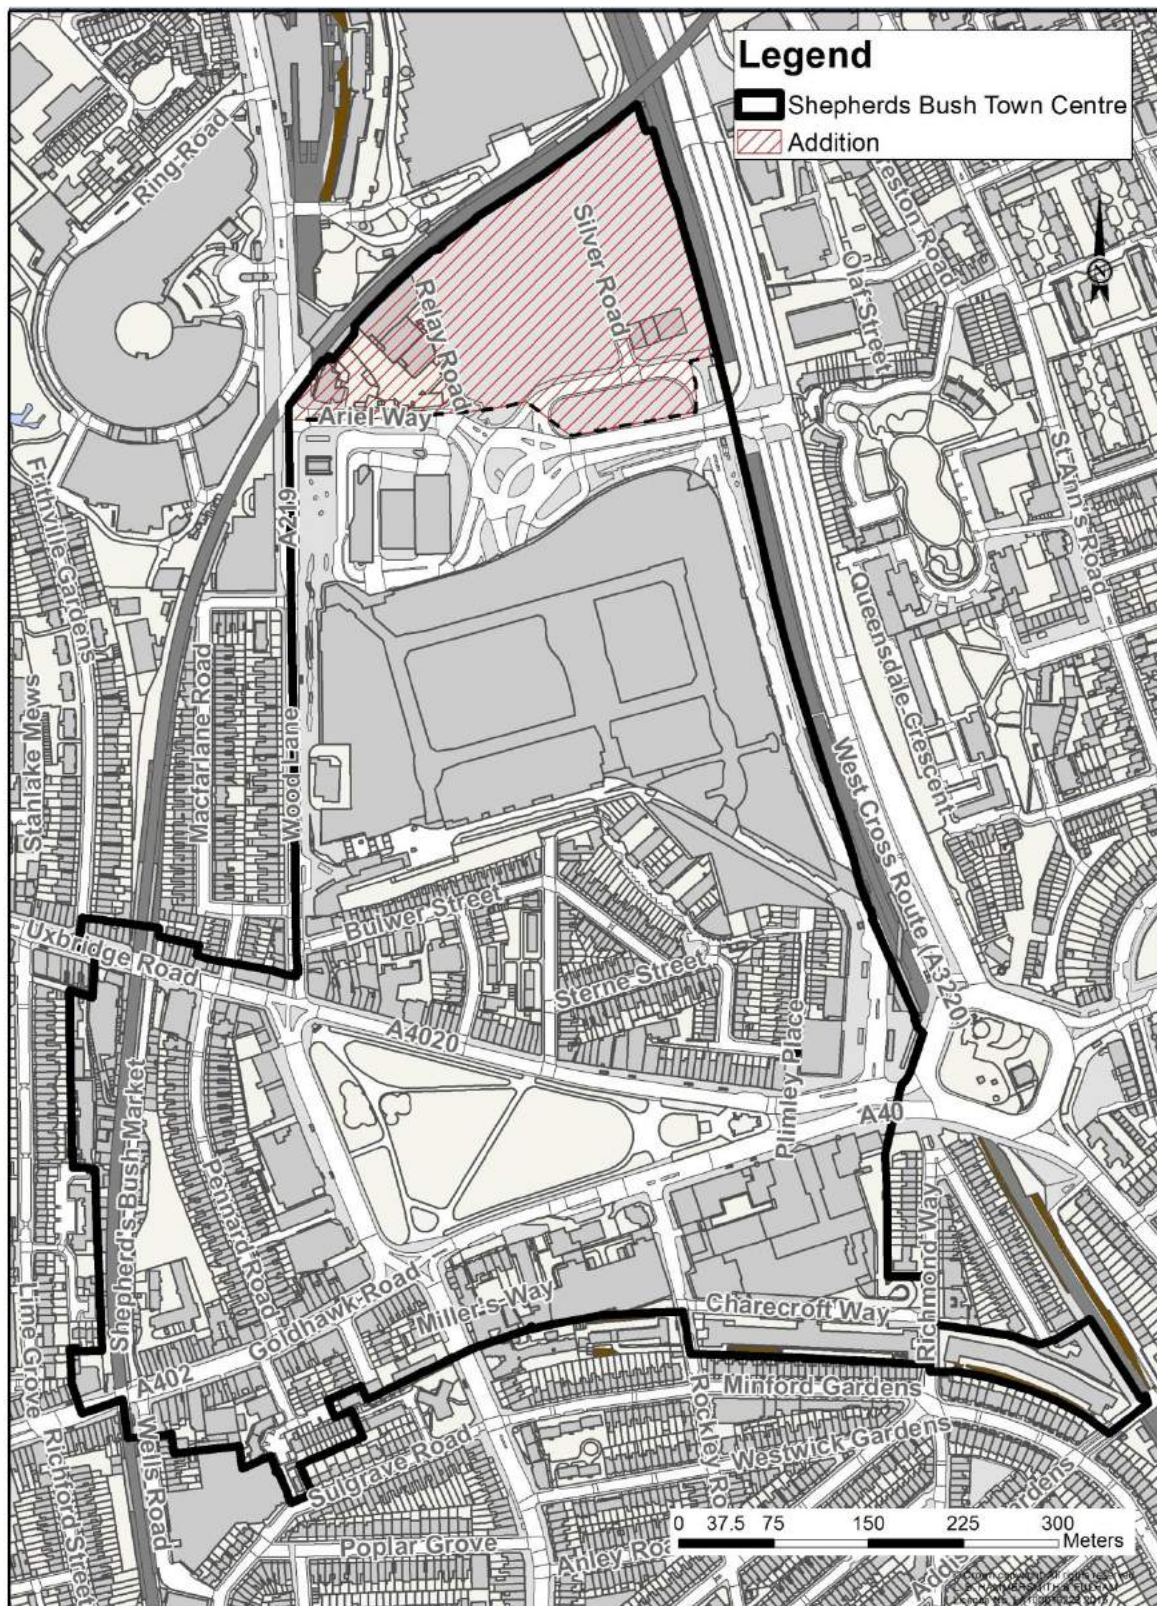 Legend
Shepherds Bush Town Centre
Addition
Ring Road
Silver Road
Relay Road
Ariel Way
Olaf Street
eston Road
St Ann's Road
A219
Frithville Gardens
Macfarlane Road
Stanlake Mews
Wood Lane
Queensdale Crescent
West Cross Route (A3220)
Bulwer Street
Uxbridge Road
Sterne Street
A4020
Plimley Place
A40
Shepherd's Bush Market
Pennard Road
Richmond Way
Lime Grove
Goldhawk Road
Miller's Way
Charecroft Way
A402
Minford Gardens
Rockley Ro
Westwick Gardens
Wells Road
Richford Street
Sulgrave Road
Poplar Grove
Anley Roa
Addis
ardens
0 37.5 75 150 225 300
Meters